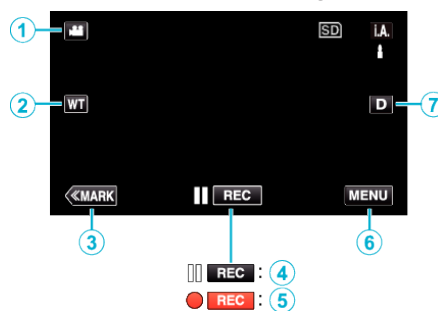 1 SD i.A.
2 WT D 7
≪MARK REC MENU
3 6
REC : 4
REC : 5